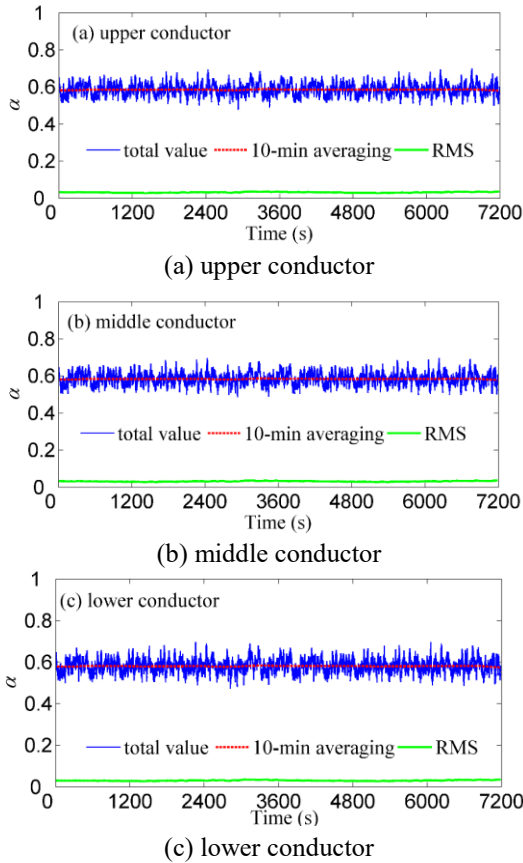 1
(a) upper conductor
0.8
0.6
α
0.4
total value 10-min averaging RMS
0.2
0
1200 2400 3600 4800 6000 7200
Time (s)
(a) upper conductor
1
(b) middle conductor
0.8
0.6
α
0.4
total value 10-min averaging RMS
0.2
0
0 1200 2400 3600 4800 6000 7200
Time (s)
(b) middle conductor
1
(c) lower conductor
0.8
0.6
α
0.4
total value 10-min averaging RMS
0.2
0
0 1200 2400 3600 4800 6000 7200
Time (s)
(c) lower conductor